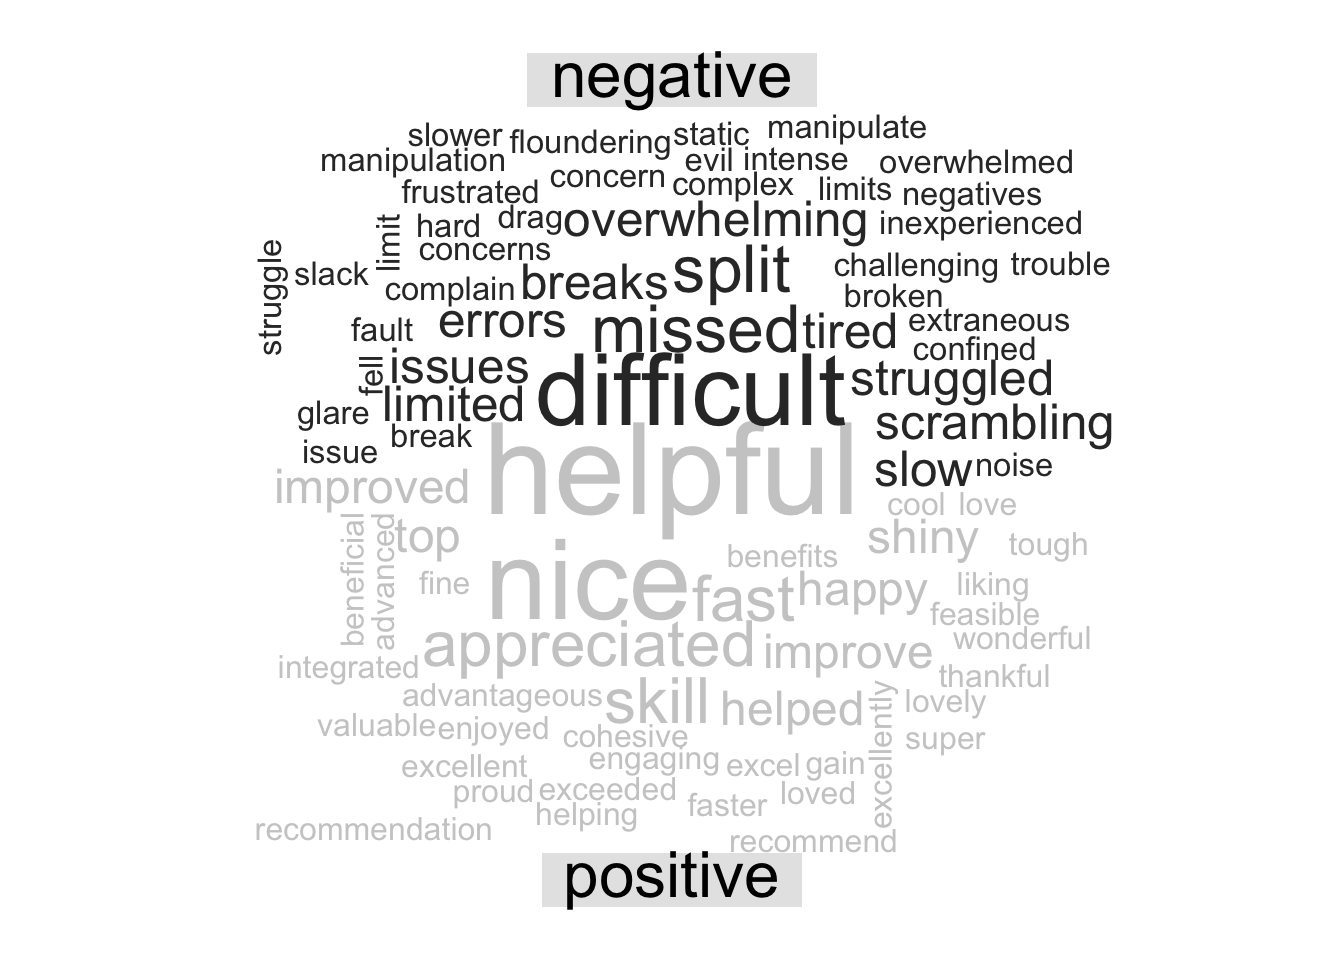 negative
slower floundering static manipulate
manipulation evil intense overwhelmed
frustrated concern complex limits negatives
limit hard drag overwhelming inexperienced
concerns
struggle slack complain breaks split challenging trouble
broken
fault errors missed tired extraneous
confined
fell issues difficult struggled
glare limited scrambling
issue break
helpful slow noise
improved cool love
beneficial advanced top shiny tough
benefits
fine nice fast happy liking
feasible
appreciated improve wonderful
integrated thankful
advantageous skill helped excellently lovely
valuable enjoyed cohesive super
excellent engaging excel gain
proud exceeded faster loved
helping
recommendation recommend
positive